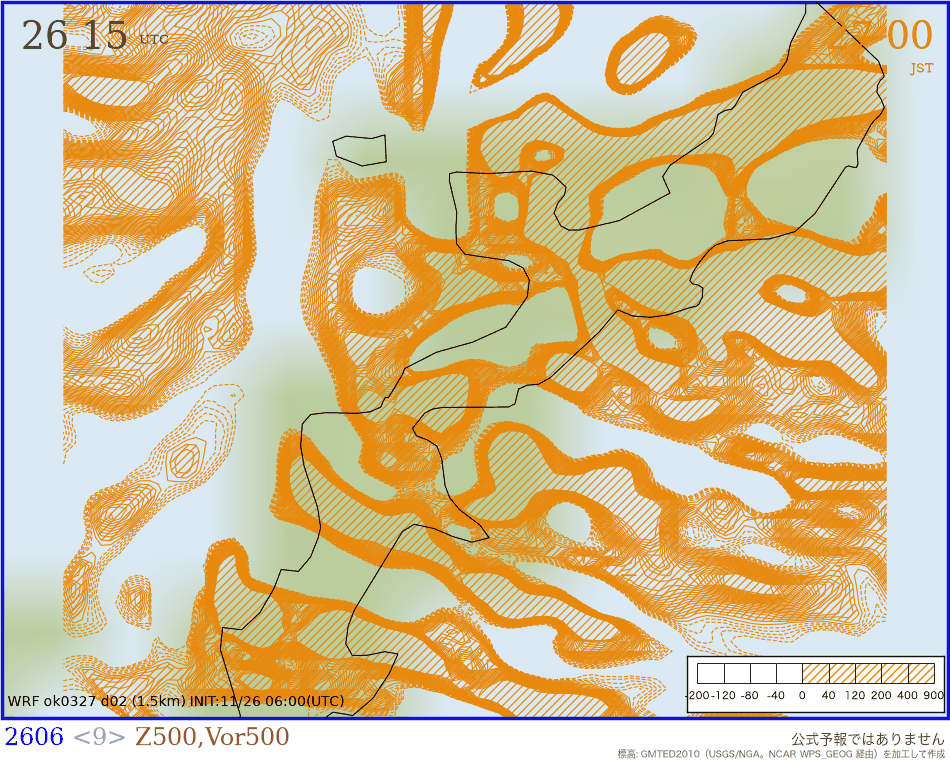 26 15 UTC
27 00
JST
-200 -120 -80 -40 0 40 120 200 400 900
WRF ok0327 d02 (1.5km) INIT:11/26 06:00(UTC)
2606 <9> Z500,Vor500
公式予報ではありません
標高: GMTED2010（USGS/NGA。NCAR WPS_GEOG 経由）を加工して作成